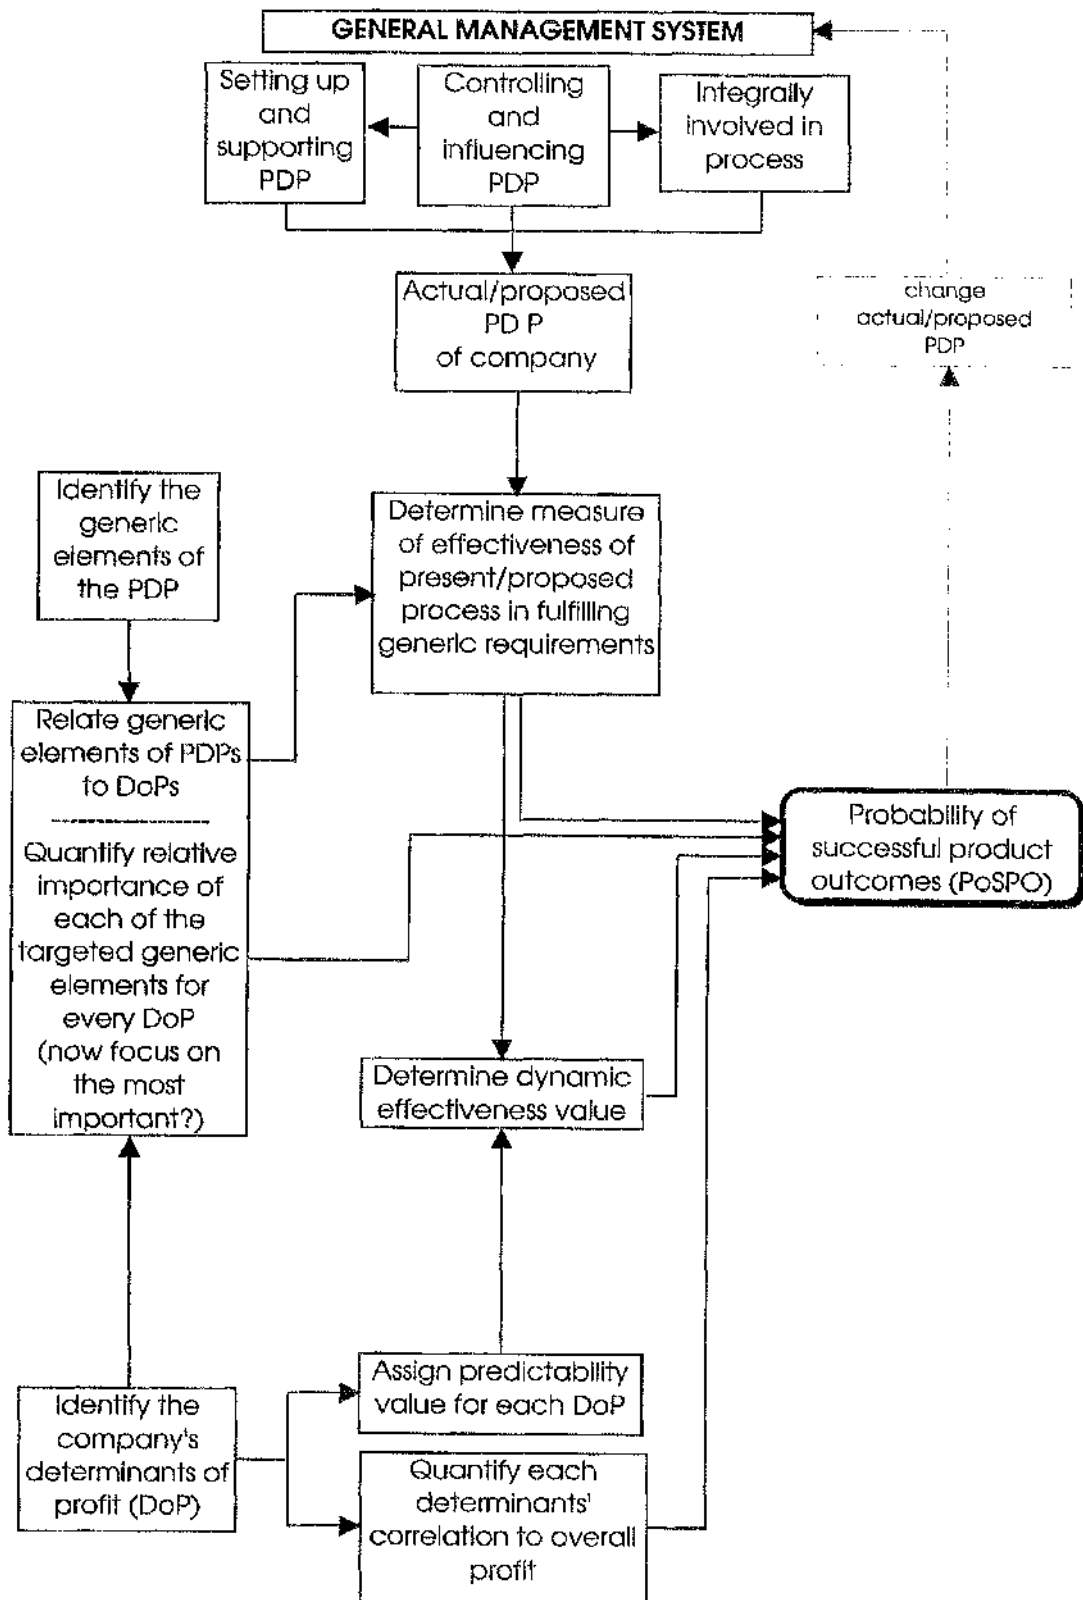 GENERAL MANAGEMENT SYSTEM
Setting up
and
supporting
PDP
Controlling
and
influencing
PDP
Integrally
involved in
process
Actual/proposed
PD P
of company
change
actual/proposed
PDP
Identify the
generic
elements of
the PDP
Determine measure
of effectiveness of
present/proposed
process in fulfilling
generic requirements
Relate generic
elements of PDPs
to DoPs
Quantify relative
importance of
each of the
targeted generic
elements for
every DoP
(now focus on
the most
important?)
Probability of
successful product
outcomes (PoSPO)
Determine dynamic
effectiveness value
Assign predictability
value for each DoP
Identify the
company's
determinants of
profit (DoP)
Quantify each
determinants'
correlation to overall
profit